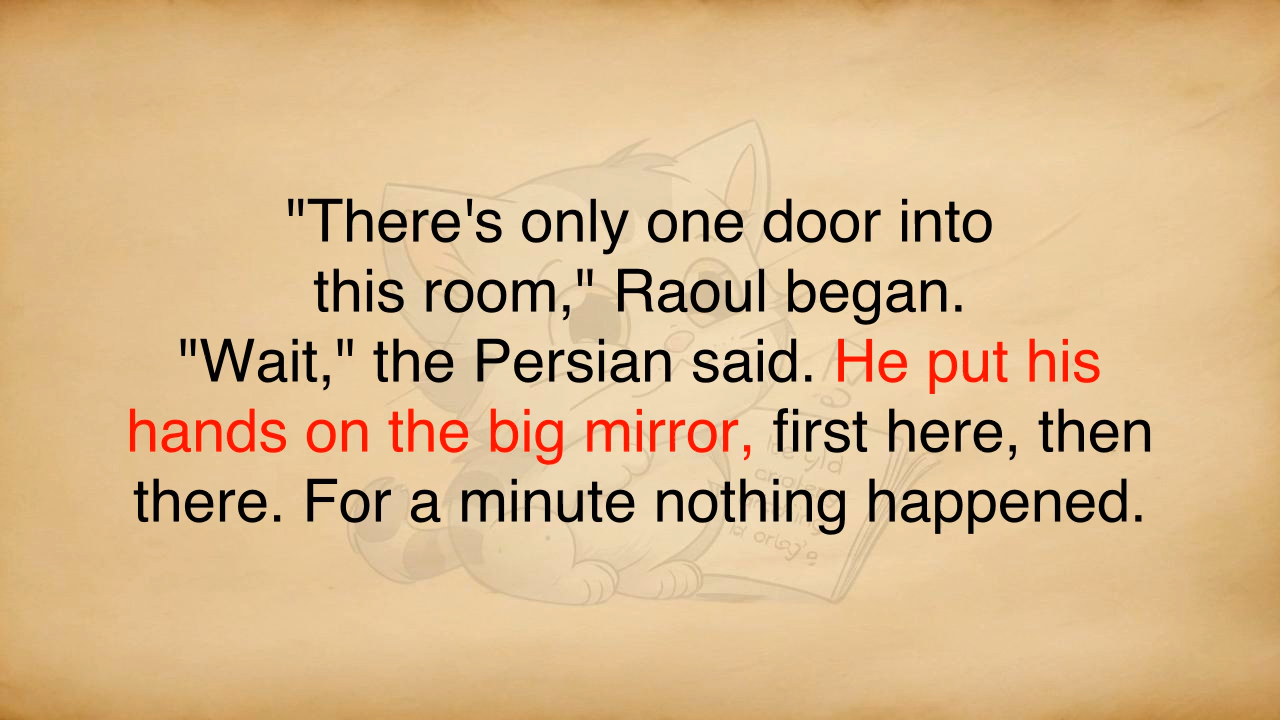 "There's only one door into
this room," Raoul began.
"Wait," the Persian said. He put his
hands on the big mirror, first here, then
there. For a minute nothing happened.